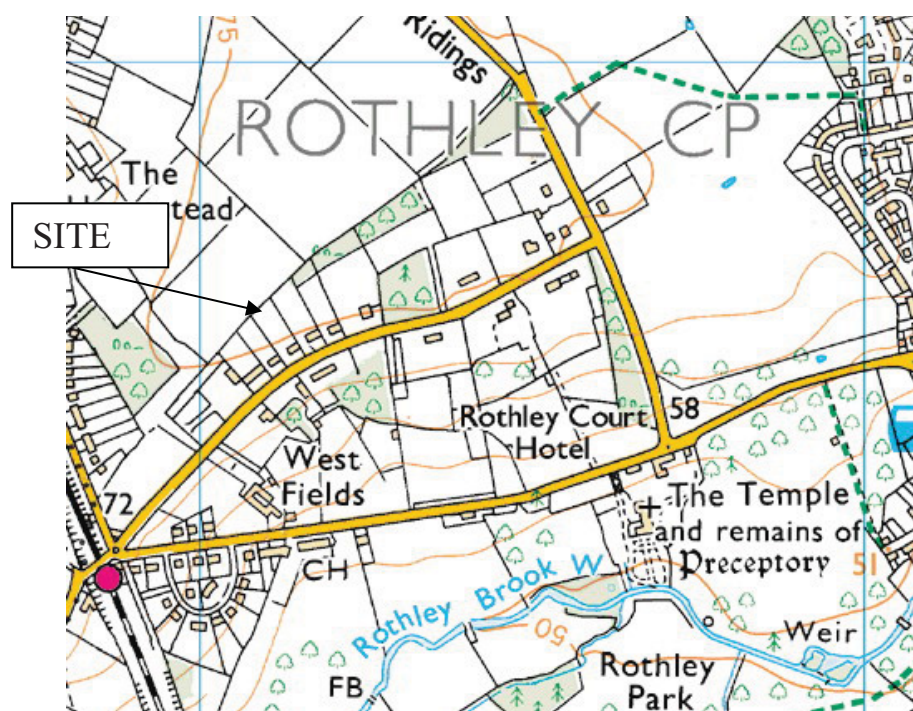 Ridings
75
ROTHLEY CP
The
stead
SITE
Rothley Court
Hotel
58
West
Fields
72
The Temple
and remains of
Preceptory
CH
51
Rothley Brook W
50
Weir
FB
Rothley
Park